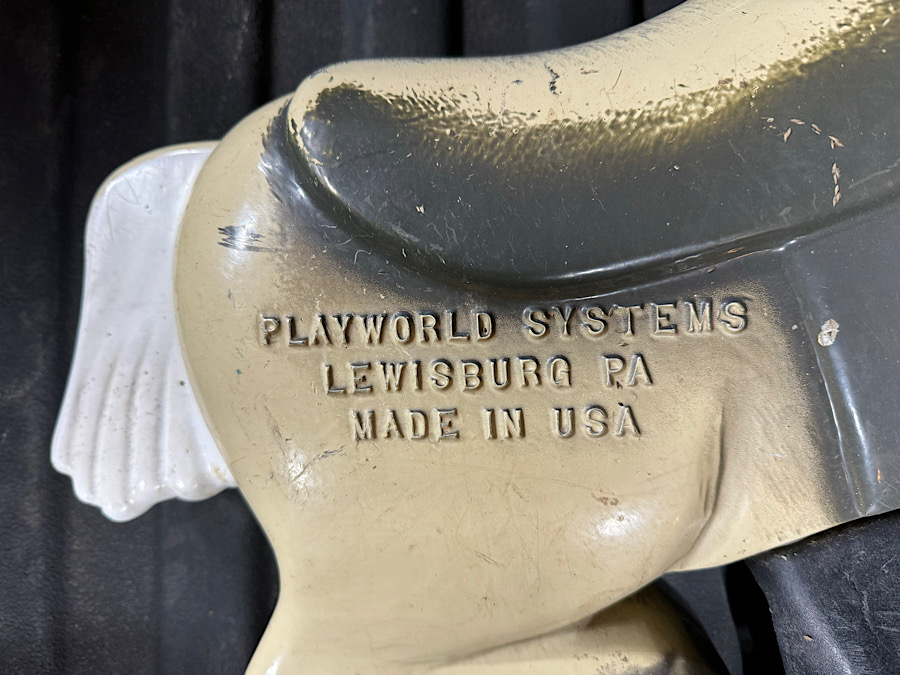 PLAYWORLD SYSTEMS
LEWISBURG PA
MADE IN USA